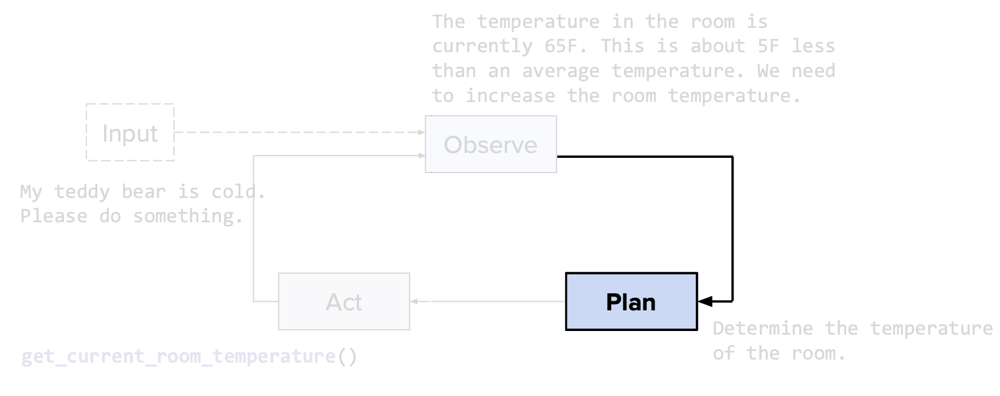 The temperature in the room is
currently 65F. This is about 5F less
than an average temperature. We need
to increase the room temperature.
Input
Observe
My teddy bear is cold.
Please do something.
Act
Plan
Determine the temperature
of the room.
get_current_room_temperature()